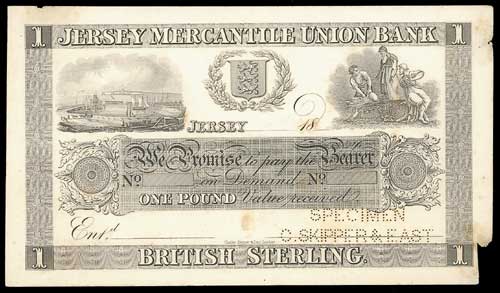 1 JERSEY MERCANTILE UNION BANK 1
JERSEY 18
We Promise to pay the Bearer
No on Demand No
ONE POUND Value received
SPECIMEN
Entd
C. SKIPPER & EAST
1 BRITISH STERLING. 1